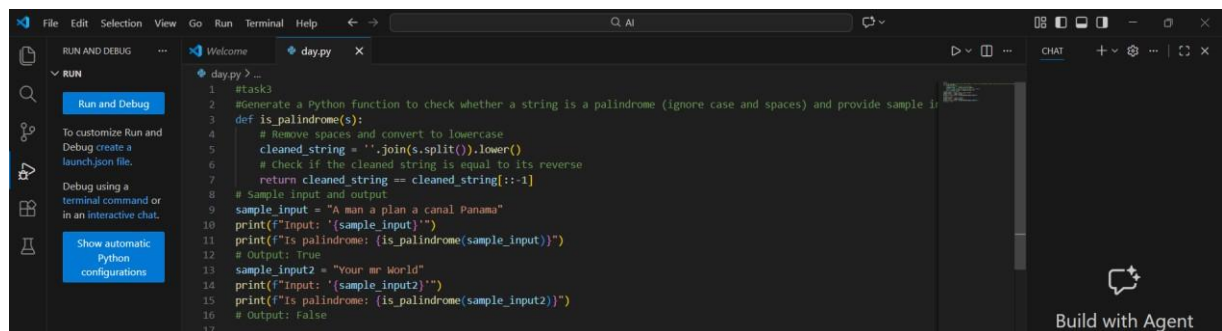 File Edit Selection View Go Run Terminal Help
AI
RUN AND DEBUG
RUN
Run and Debug
To customize Run and
Debug create a
launch.json file.
Debug using a
terminal command or
in an interactive chat.
Show automatic
Python
configurations
Welcome
day.py
day.py > ...
1 #task3
2 #Generate a Python function to check whether a string is a palindrome (ignore case and spaces) and provide sample
3 def is_palindrome(s):
4 # Remove spaces and convert to lowercase
5 cleaned_string = ''.join(s.split()).lower()
6 # Check if the cleaned string is equal to its reverse
7 return cleaned_string == cleaned_string[::-1]
8 # Sample input and output
9 sample_input = "A man a plan a canal Panama"
10 print(f"Input: '{sample_input}'")
11 print(f"Is palindrome: {is_palindrome(sample_input)}")
12 # Output: True
13 sample_input2 = "Your mr World"
14 print(f"Input: '{sample_input2}'")
15 print(f"Is palindrome: {is_palindrome(sample_input2)}")
16 # Output: False
17
CHAT
Build with Agent